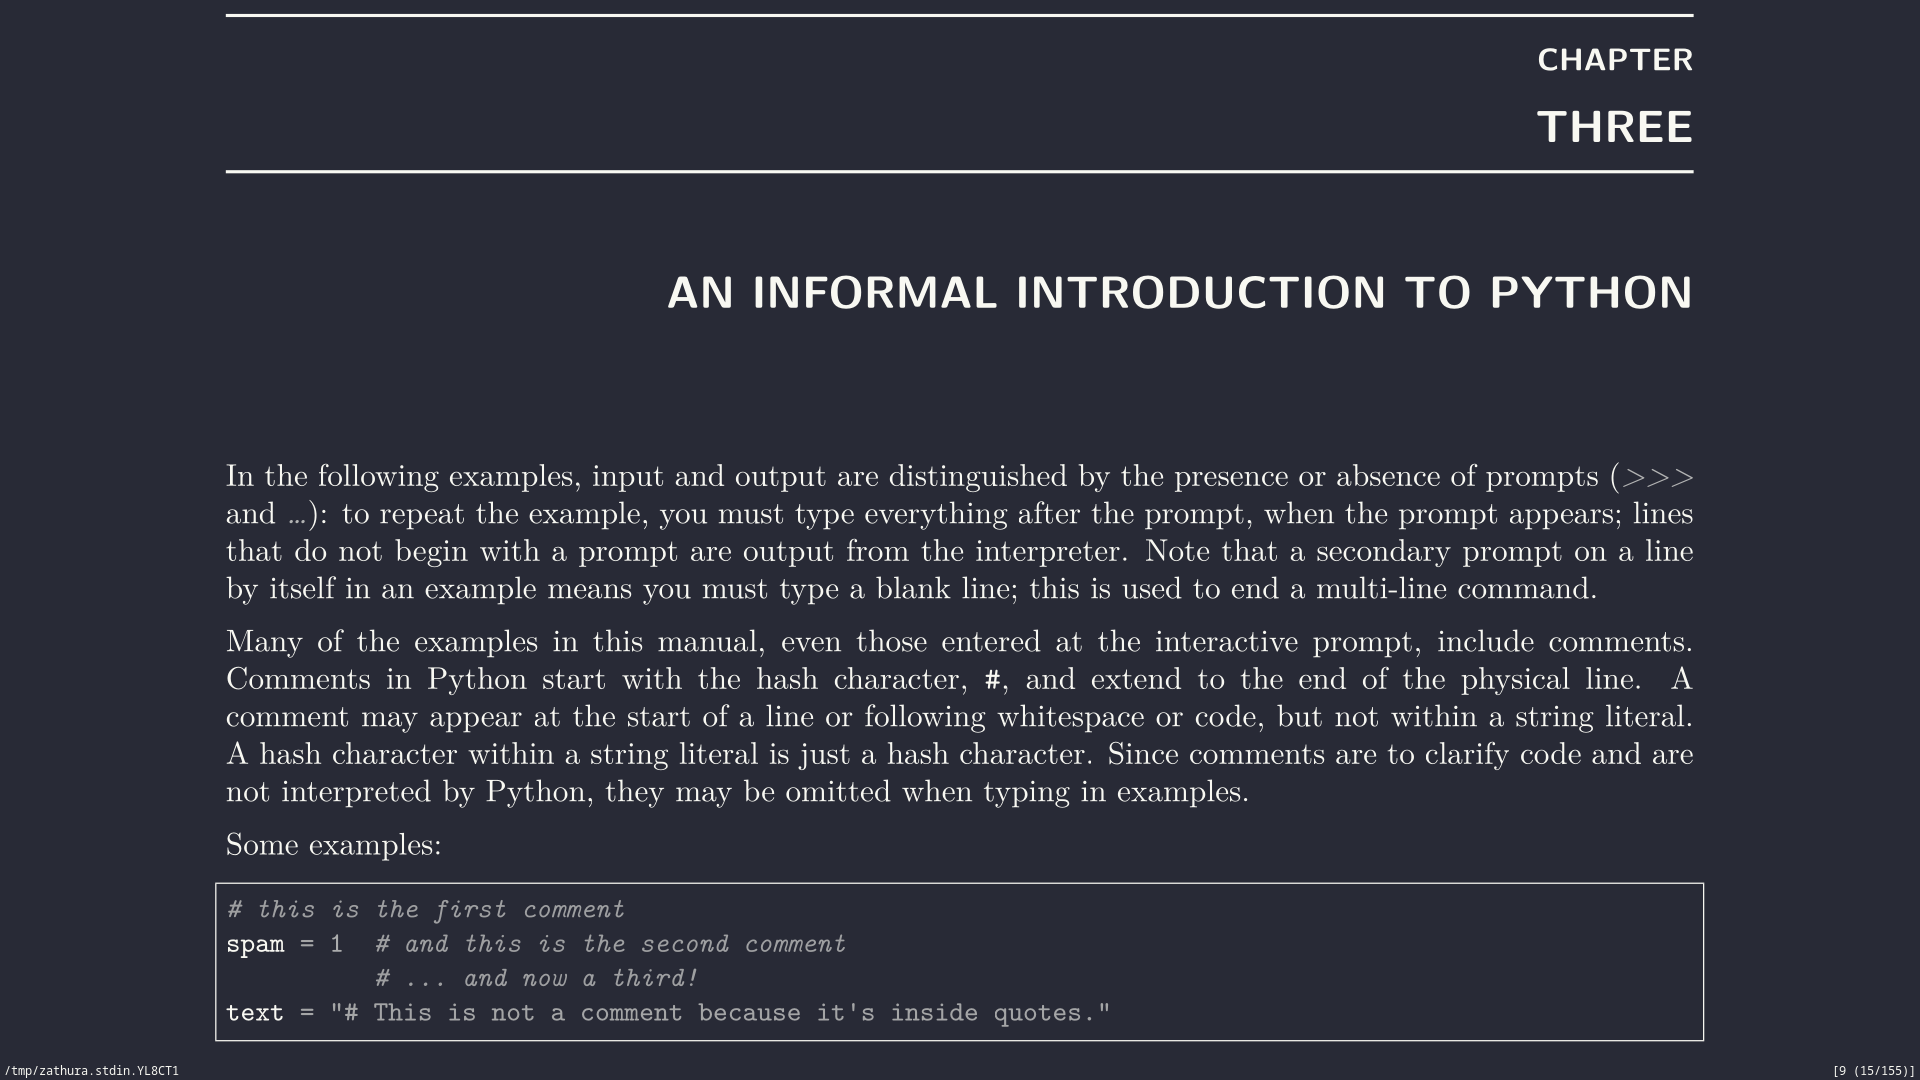 CHAPTER
THREE
AN INFORMAL INTRODUCTION TO PYTHON
In the following examples, input and output are distinguished by the presence or absence of prompts (>>>
and …): to repeat the example, you must type everything after the prompt, when the prompt appears; lines
that do not begin with a prompt are output from the interpreter. Note that a secondary prompt on a line
by itself in an example means you must type a blank line; this is used to end a multi-line command.
Many of the examples in this manual, even those entered at the interactive prompt, include comments.
Comments in Python start with the hash character, #, and extend to the end of the physical line. A
comment may appear at the start of a line or following whitespace or code, but not within a string literal.
A hash character within a string literal is just a hash character. Since comments are to clarify code and are
not interpreted by Python, they may be omitted when typing in examples.
Some examples:
# this is the first comment
spam = 1  # and this is the second comment
          # ... and now a third!
text = "# This is not a comment because it's inside quotes."
/tmp/zathura.stdin.YL8CT1
[9 (15/155)]